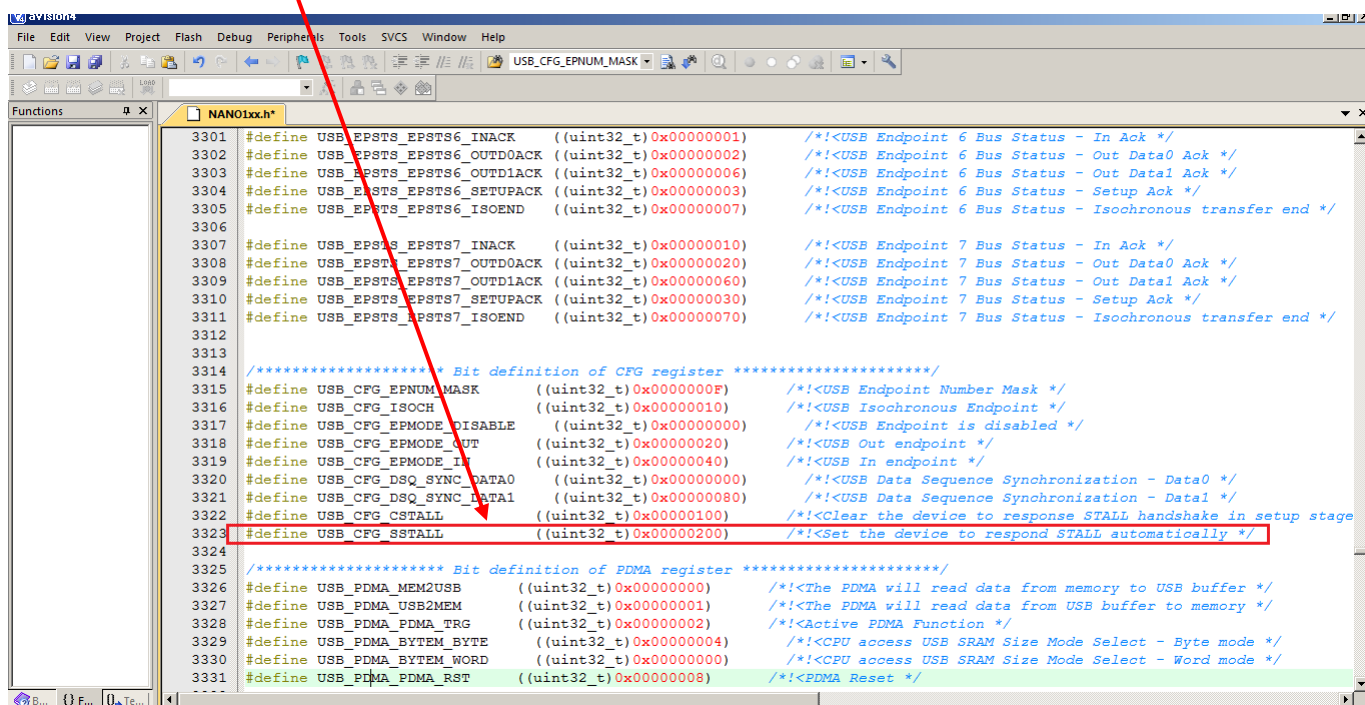 avision4
File Edit View Project Flash Debug Peripherals Tools SVCS Window Help
USB_CFG_EPNUM_MASK
LOAD
Functions
NANO1xx.h*
3301 #define USB_EPSTS_EPSTS6_INACK ((uint32_t)0x00000001) /*!<USB Endpoint 6 Bus Status - In Ack */
3302 #define USB_EPSTS_EPSTS6_OUTD0ACK ((uint32_t)0x00000002) /*!<USB Endpoint 6 Bus Status - Out Data0 Ack */
3303 #define USB_EPSTS_EPSTS6_OUTD1ACK ((uint32_t)0x00000006) /*!<USB Endpoint 6 Bus Status - Out Data1 Ack */
3304 #define USB_EPSTS_EPSTS6_SETUPACK ((uint32_t)0x00000003) /*!<USB Endpoint 6 Bus Status - Setup Ack */
3305 #define USB_EPSTS_EPSTS6_ISOEND ((uint32_t)0x00000007) /*!<USB Endpoint 6 Bus Status - Isochronous transfer end */
3306
3307 #define USB_EPSTS_EPSTS7_INACK ((uint32_t)0x00000010) /*!<USB Endpoint 7 Bus Status - In Ack */
3308 #define USB_EPSTS_EPSTS7_OUTD0ACK ((uint32_t)0x00000020) /*!<USB Endpoint 7 Bus Status - Out Data0 Ack */
3309 #define USB_EPSTS_EPSTS7_OUTD1ACK ((uint32_t)0x00000060) /*!<USB Endpoint 7 Bus Status - Out Data1 Ack */
3310 #define USB_EPSTS_EPSTS7_SETUPACK ((uint32_t)0x00000030) /*!<USB Endpoint 7 Bus Status - Setup Ack */
3311 #define USB_EPSTS_EPSTS7_ISOEND ((uint32_t)0x00000070) /*!<USB Endpoint 7 Bus Status - Isochronous transfer end */
3312
3313
3314 /********************* Bit definition of CFG register **********************/
3315 #define USB_CFG_EPNUM_MASK ((uint32_t)0x0000000F) /*!<USB Endpoint Number Mask */
3316 #define USB_CFG_ISOCH ((uint32_t)0x00000010) /*!<USB Isochronous Endpoint */
3317 #define USB_CFG_EPMODE_DISABLE ((uint32_t)0x00000000) /*!<USB Endpoint is disabled */
3318 #define USB_CFG_EPMODE_OUT ((uint32_t)0x00000020) /*!<USB Out endpoint */
3319 #define USB_CFG_EPMODE_IN ((uint32_t)0x00000040) /*!<USB In endpoint */
3320 #define USB_CFG_DSQ_SYNC_DATA0 ((uint32_t)0x00000000) /*!<USB Data Sequence Synchronization - Data0 */
3321 #define USB_CFG_DSQ_SYNC_DATA1 ((uint32_t)0x00000080) /*!<USB Data Sequence Synchronization - Data1 */
3322 #define USB_CFG_CSTALL ((uint32_t)0x00000100) /*!<Clear the device to response STALL handshake in setup stage
3323 #define USB_CFG_SSTALL ((uint32_t)0x00000200) /*!<Set the device to respond STALL automatically */
3324
3325 /********************* Bit definition of PDMA register **********************/
3326 #define USB_PDMA_MEM2USB ((uint32_t)0x00000000) /*!<The PDMA will read data from memory to USB buffer */
3327 #define USB_PDMA_USB2MEM ((uint32_t)0x00000001) /*!<The PDMA will read data from USB buffer to memory */
3328 #define USB_PDMA_PDMA_TRG ((uint32_t)0x00000002) /*!<Active PDMA Function */
3329 #define USB_PDMA_BYTEM_BYTE ((uint32_t)0x00000004) /*!<CPU access USB SRAM Size Mode Select - Byte mode */
3330 #define USB_PDMA_BYTEM_WORD ((uint32_t)0x00000000) /*!<CPU access USB SRAM Size Mode Select - Word mode */
3331 #define USB_PDMA_PDMA_RST ((uint32_t)0x00000008) /*!<PDMA Reset */
B... {} F... Te...